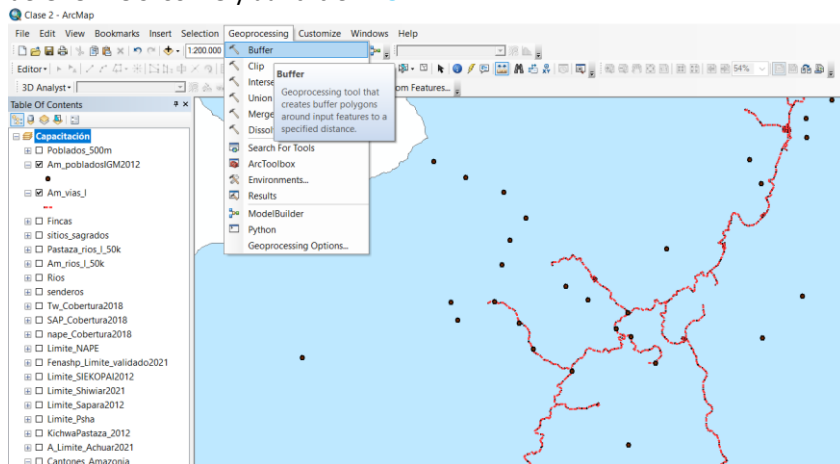 Clase 2 - ArcMap
File Edit View Bookmarks Insert Selection Geoprocessing Customize Windows Help
1:200.000
Editor
54%
3D Analyst
om Features...
Buffer
Clip
Interse
Union
Merge
Dissol
Search For Tools
ArcToolbox
Environments...
Results
ModelBuilder
Python
Geoprocessing Options...
Buffer
Geoprocessing tool that
creates buffer polygons
around input features to a
specified distance.
Table Of Contents
Capacitación
Poblados_500m
Am_pobladosIGM2012
Am_vias_l
Fincas
sitios_sagrados
Pastaza_rios_l_50k
Am_rios_l_50k
Rios
senderos
Tw_Cobertura2018
SAP_Cobertura2018
nape_Cobertura2018
Limite_NAPE
Fenashp_Limite_validado2021
Limite_SIEKOPAI2012
Limite_Shiwiar2021
Limite_Sapara2012
Limite_Psha
KichwaPastaza_2012
A_Limite_Achuar2021
Cantones_Amazonia